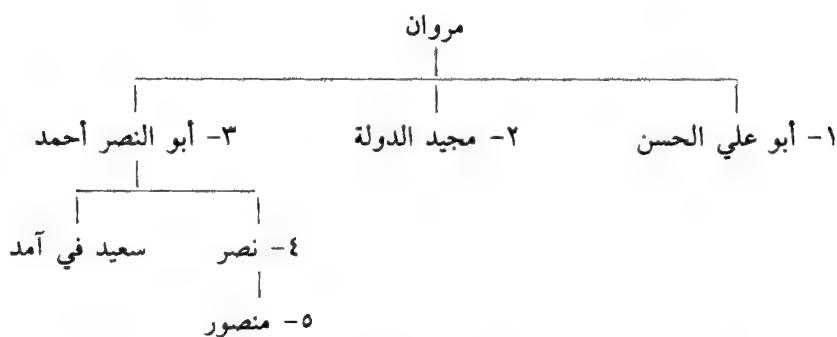 مروان
١- أبو علي الحسن ٢- مجيد الدولة ٣- أبو النصر أحمد
٤- نصر سعيد في آمد
٥- منصور